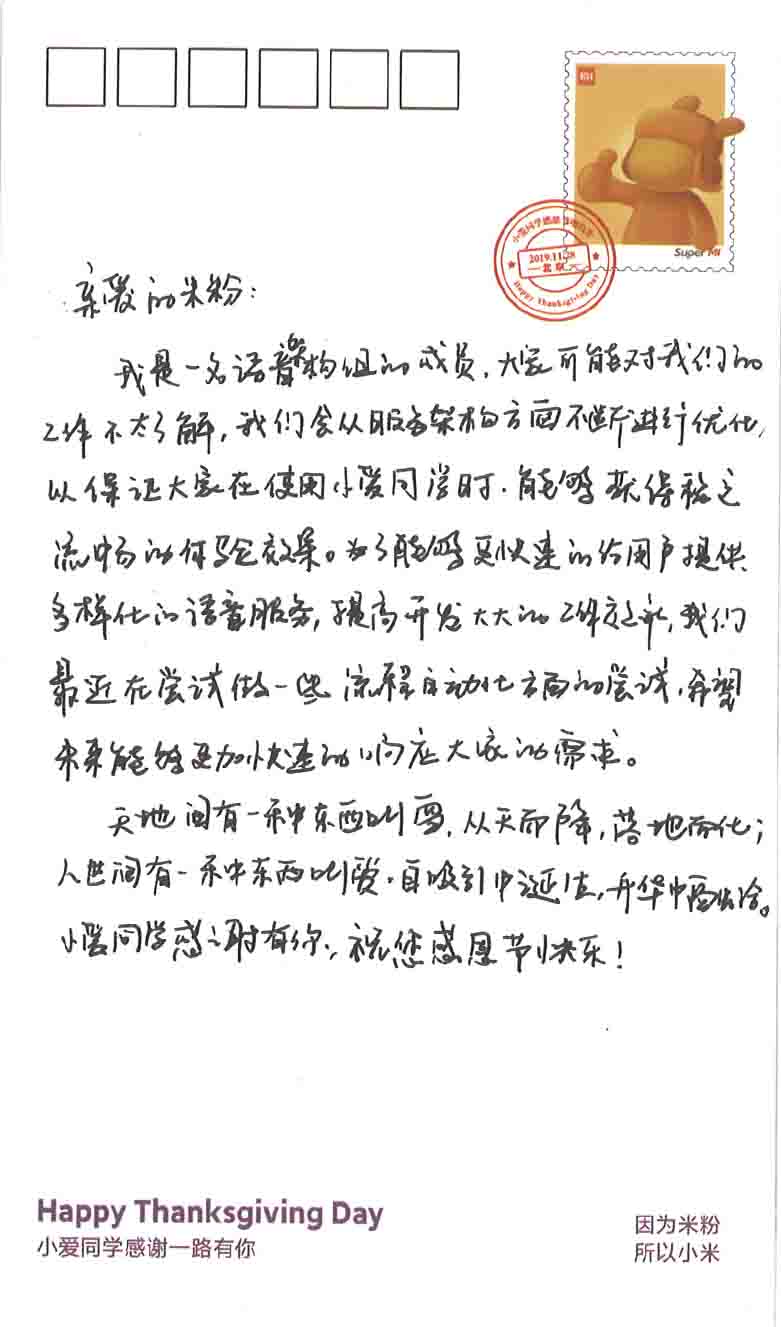 Super MI
小爱同学感谢一路有你
2019.11.28
北京
Happy Thanksgiving Day
亲爱的米粉：
我是一名语音架构组的成员，大家可能对我们的
工作不太了解，我们会从服务架构方面不断进行优化，
以保证大家在使用小爱同学时，能够获得稳定
流畅的体验效果。为了能够更快速的给用户提供
多样化的语音服务，提高开发大大的工作效率，我们
最近在尝试做一些流程自动化方面的尝试，希望
未来能够更加快速的响应大家的需求。
天地间有一种东西叫雪，从天而降，落地而化；
人世间有一种东西叫爱，自吸引中诞生，升华中
小爱同学感谢有你，祝您感恩节快乐！
Happy Thanksgiving Day
小爱同学感谢一路有你
因为米粉
所以小米